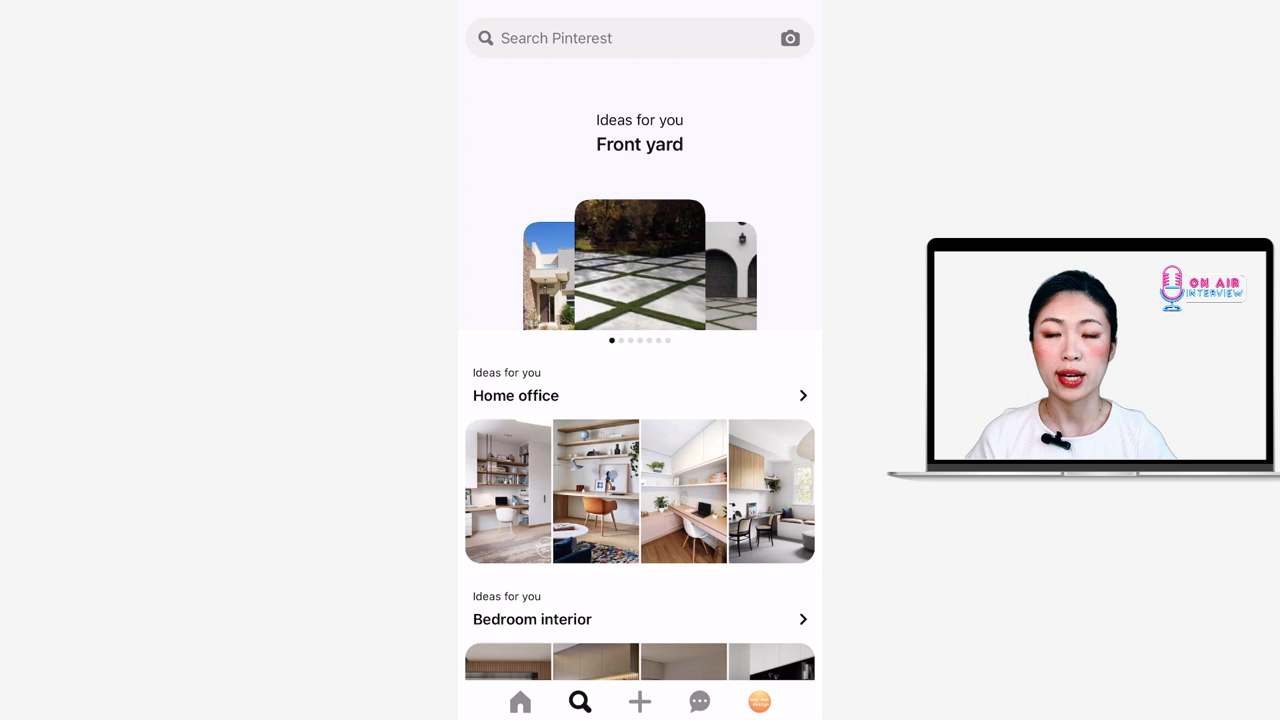 Search Pinterest
Ideas for you
Front yard
Ideas for you
Home office
Ideas for you
Bedroom interior
ON AIR
INTERVIEW